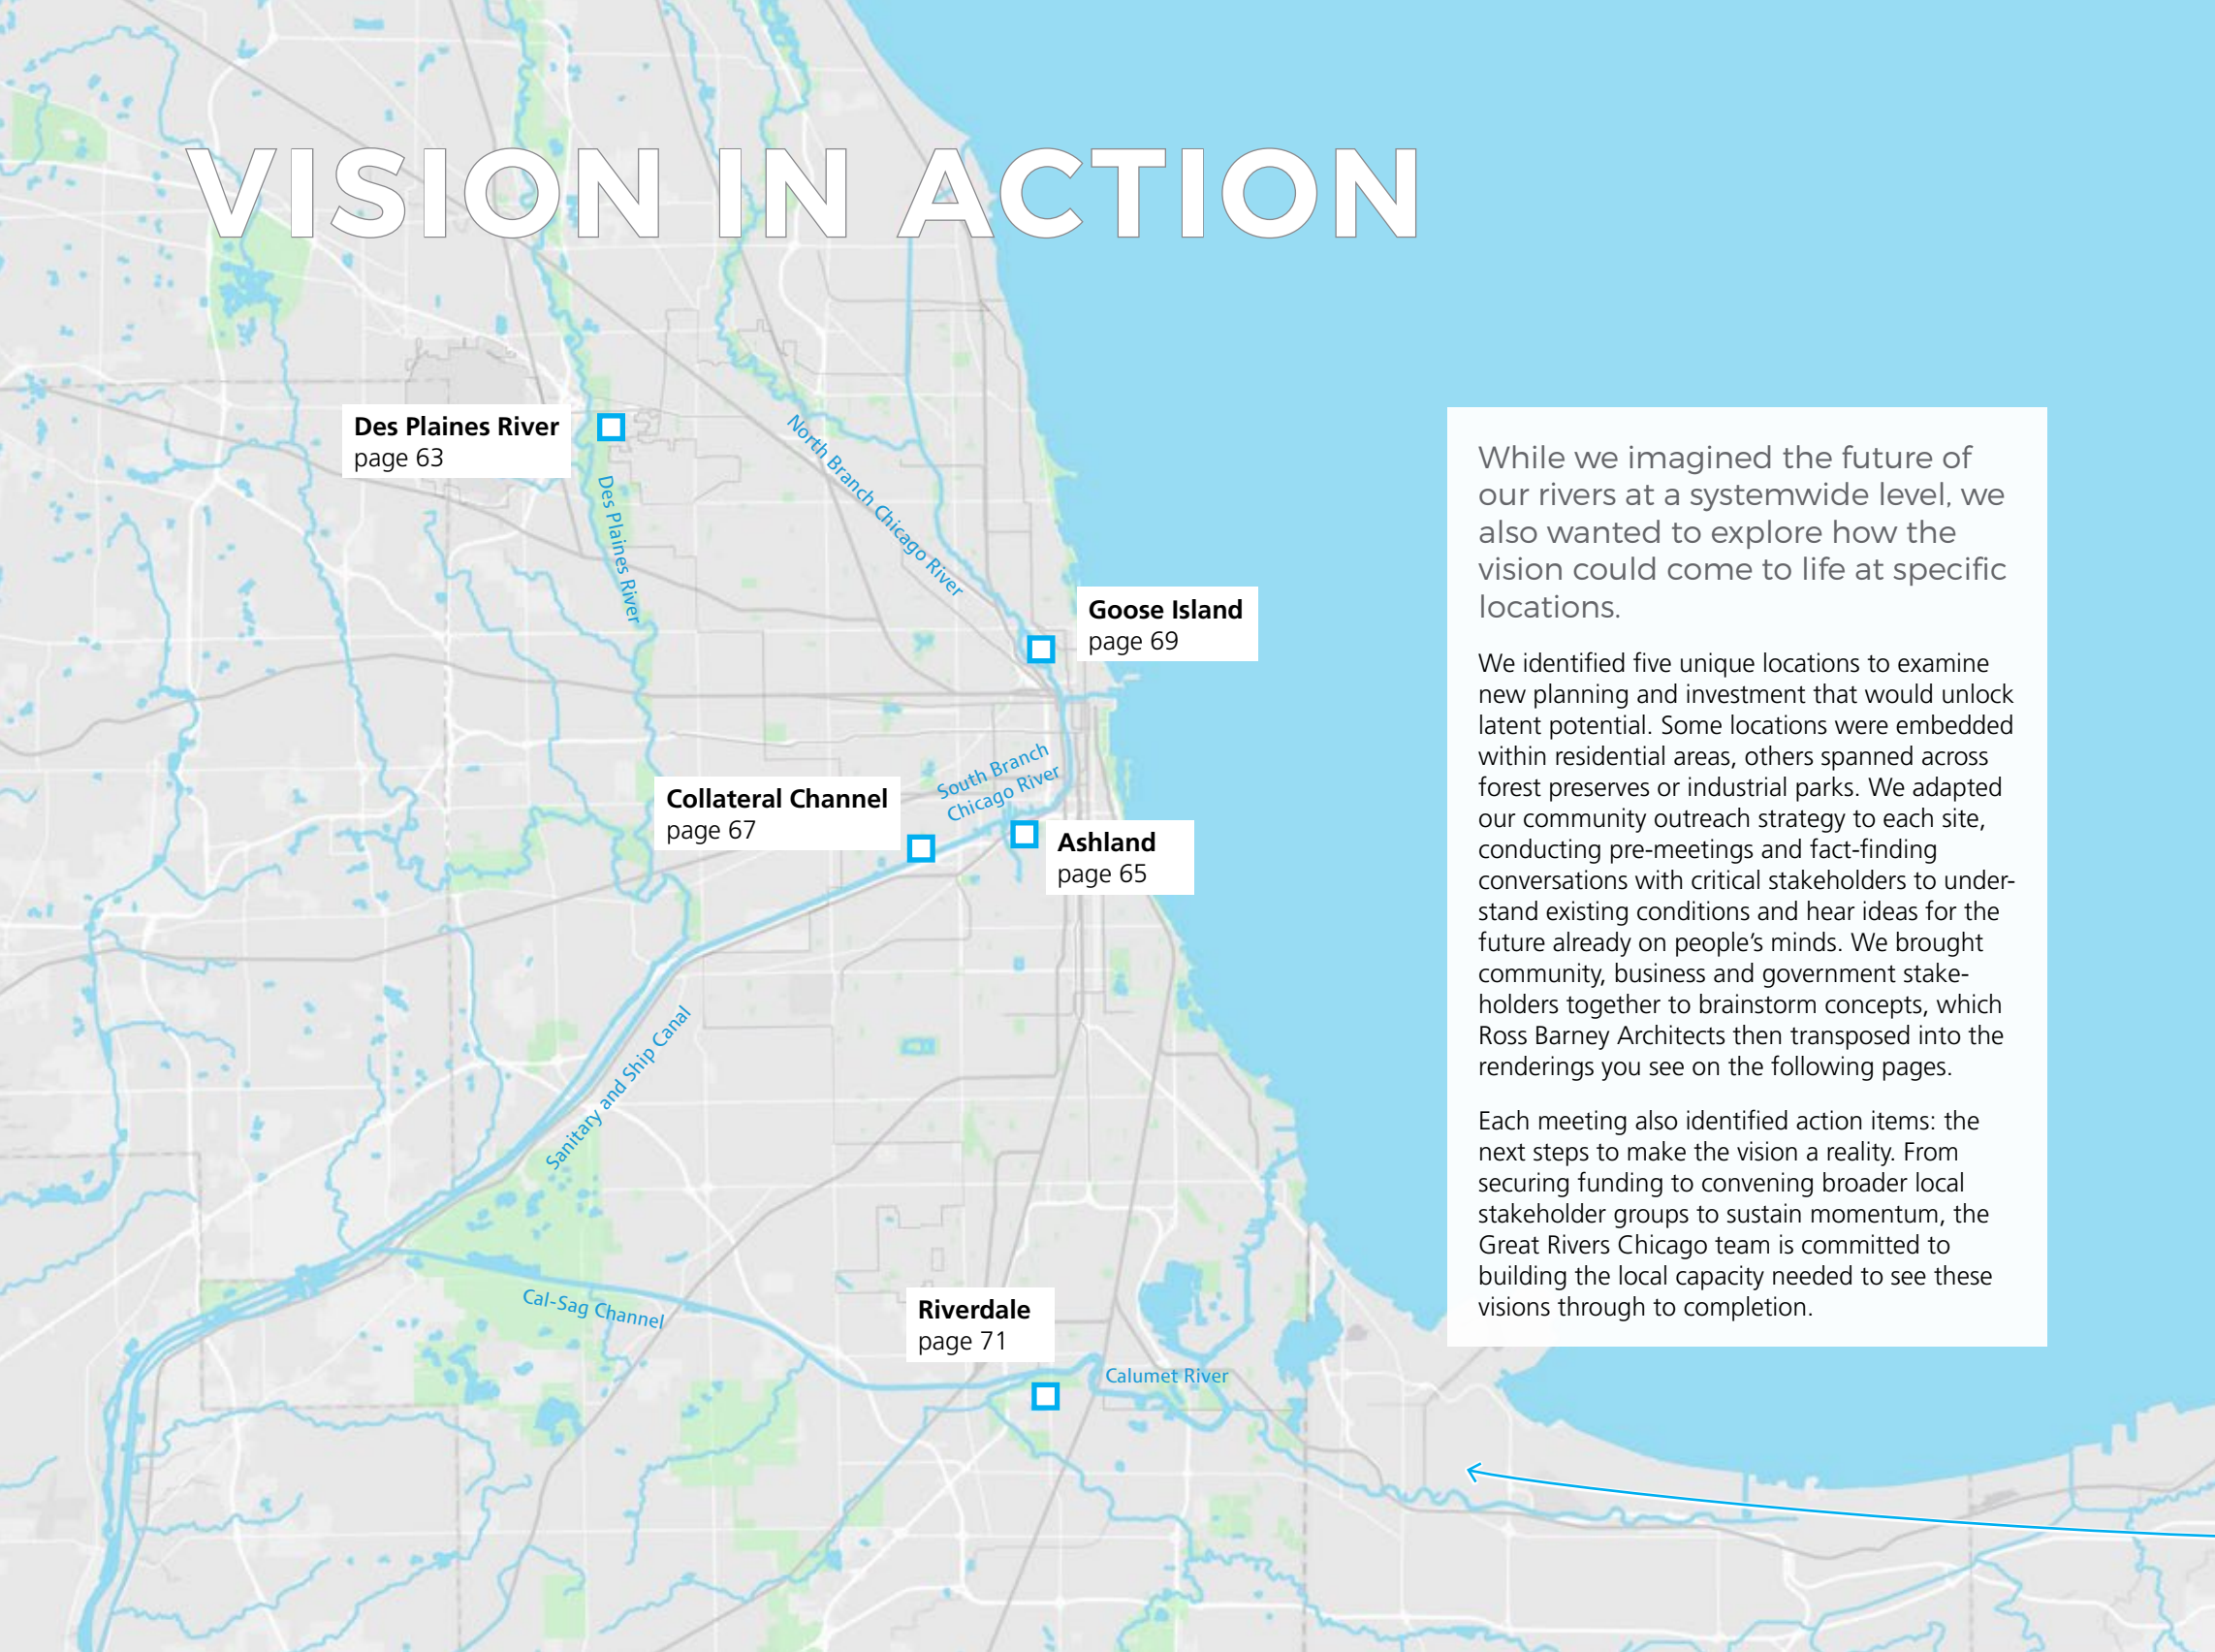 VISION IN ACTION
Des Plaines River
page 63
Des Plaines River
North Branch Chicago River
Goose Island
page 69
South Branch
Chicago River
Collateral Channel
page 67
Ashland
page 65
Sanitary and Ship Canal
Cal-Sag Channel
Riverdale
page 71
Calumet River
While we imagined the future of
our rivers at a systemwide level, we
also wanted to explore how the
vision could come to life at specific
locations.
We identified five unique locations to examine
new planning and investment that would unlock
latent potential. Some locations were embedded
within residential areas, others spanned across
forest preserves or industrial parks. We adapted
our community outreach strategy to each site,
conducting pre-meetings and fact-finding
conversations with critical stakeholders to under-
stand existing conditions and hear ideas for the
future already on people’s minds. We brought
community, business and government stake-
holders together to brainstorm concepts, which
Ross Barney Architects then transposed into the
renderings you see on the following pages.
Each meeting also identified action items: the
next steps to make the vision a reality. From
securing funding to convening broader local
stakeholder groups to sustain momentum, the
Great Rivers Chicago team is committed to
building the local capacity needed to see these
visions through to completion.